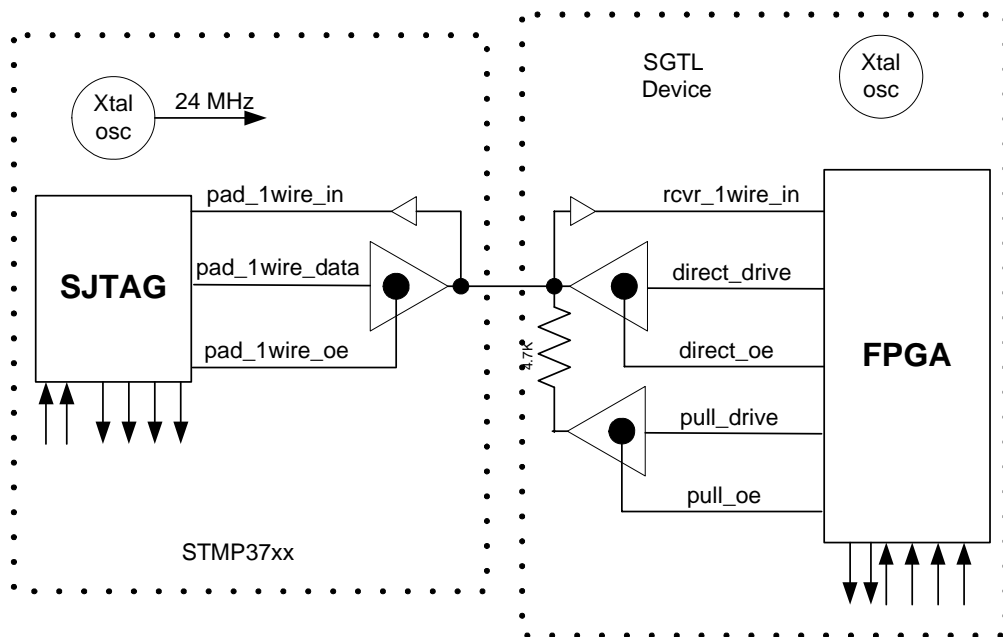 Xtal
osc
24 MHz
pad_1wire_in
SJTAG
pad_1wire_data
pad_1wire_oe
STMP37xx
SGTL
Device
Xtal
osc
rcvr_1wire_in
direct_drive
direct_oe
4.7K
FPGA
pull_drive
pull_oe